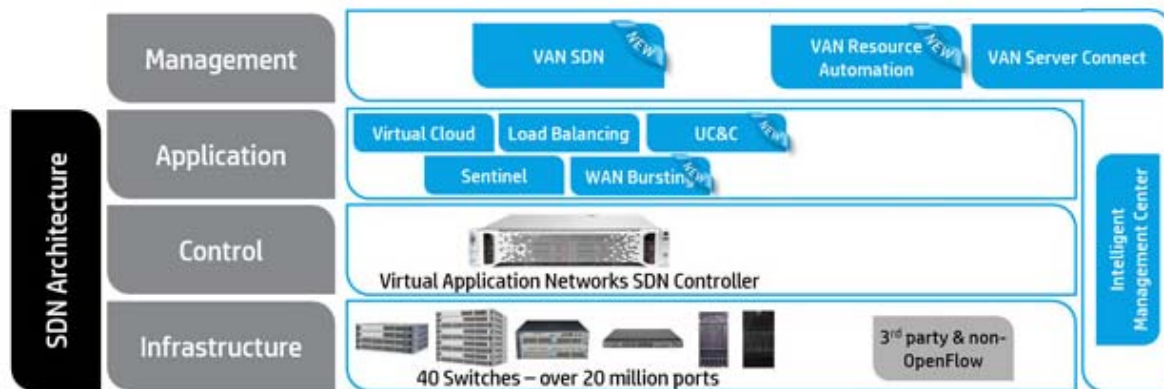 Management
VAN SDN
NEW
VAN Resource
Automation
NEW
VAN Server Connect
SDN Architecture
Application
Virtual Cloud
Load Balancing
UC&C
NEW
Sentinel
WAN Bursting
NEW
Control
Virtual Application Networks SDN Controller
Infrastructure
40 Switches – over 20 million ports
3rd party & non-
OpenFlow
Intelligent
Management Center